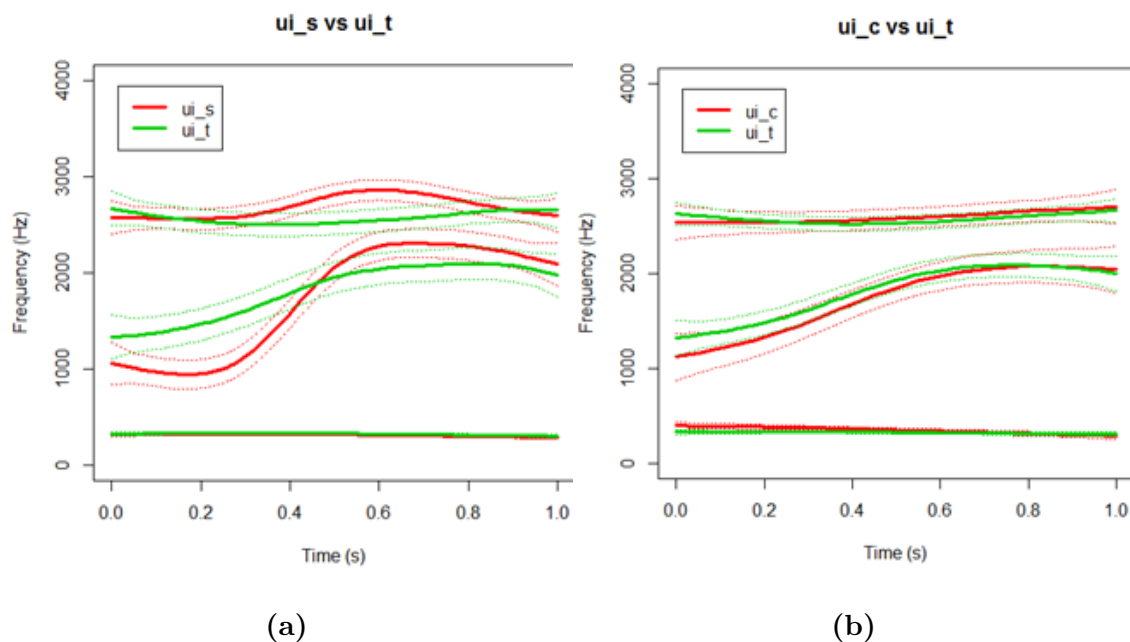 ui_s vs ui_t
ui_s
ui_t
Frequency (Hz)
4000
3000
2000
1000
0
0.0 0.2 0.4 0.6 0.8 1.0
Time (s)
(a)
ui_c vs ui_t
ui_c
ui_t
Frequency (Hz)
4000
3000
2000
1000
0
0.0 0.2 0.4 0.6 0.8 1.0
Time (s)
(b)